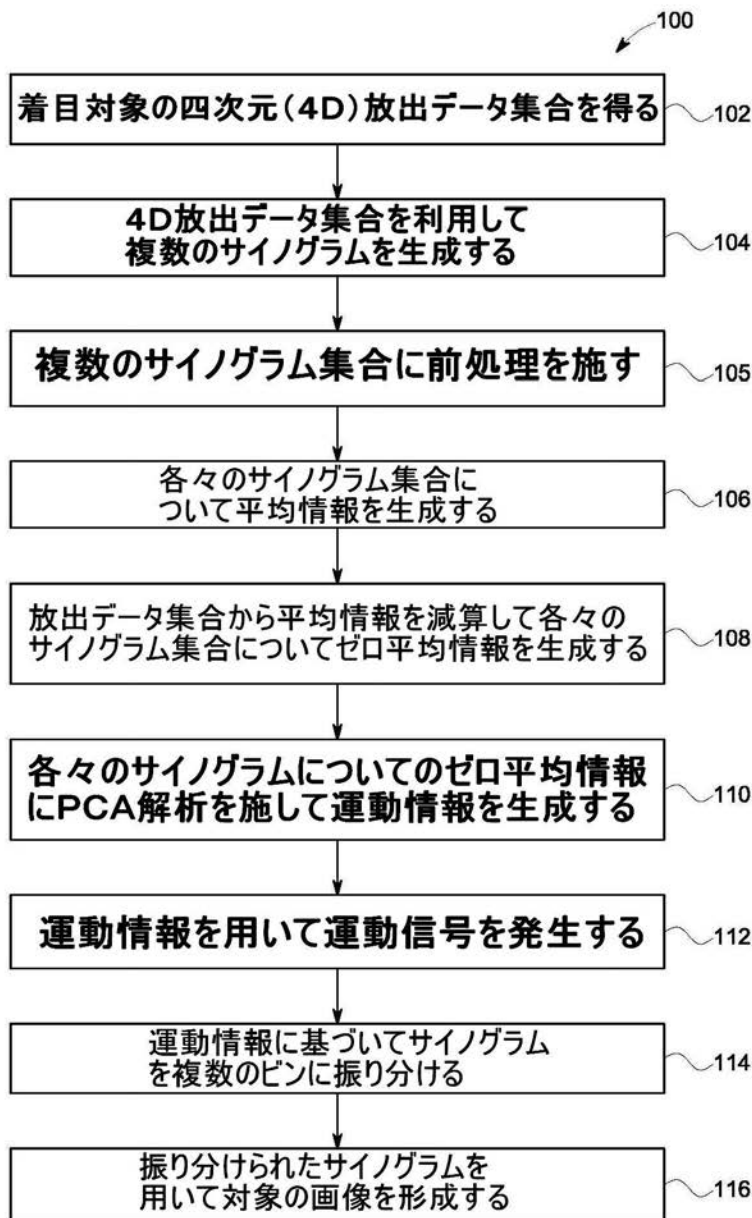 100
着目対象の四次元(4D)放出データ集合を得る
102
4D放出データ集合を利用して
複数のサイノグラムを生成する
104
複数のサイノグラム集合に前処理を施す
105
各々のサイノグラム集合に
ついて平均情報を生成する
106
放出データ集合から平均情報を減算して各々の
サイノグラム集合についてゼロ平均情報を生成する
108
各々のサイノグラムについてのゼロ平均情報
にPCA解析を施して運動情報を生成する
110
運動情報を用いて運動信号を発生する
112
運動情報に基づいてサイノグラム
を複数のビンに振り分ける
114
振り分けられたサイノグラムを
用いて対象の画像を形成する
116